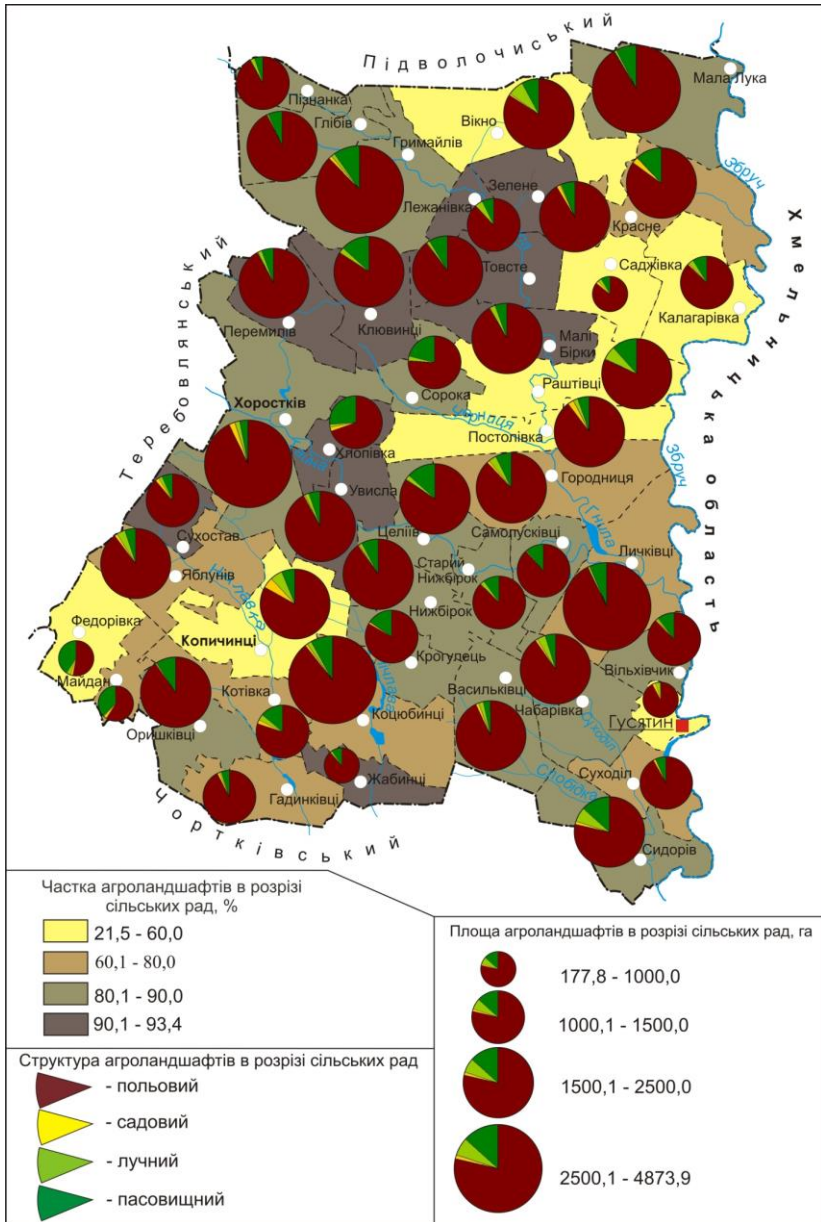 Підволочиський
Мала Лука
Пізнанка
Глібів
Вікно
Гримайлів
Збруч
Зелене
Лежанівка
Красне
Хмельницька область
Саджівка
Товсте
Теребовлянський
Калагарівка
Перемилів
Клювинці
Малі
Бірки
Раштівці
Сорока
Хоростків
Чорниця
Постолівка
Збруч
Хлопівка
Городниця
Увисла
Гнила
Целіїв
Самолусківці
Сухостав
Личківці
Старий
Нижбірок
Яблунів
Нижбірок
Федорівка
Копичинці
Крогулець
Вільхівчик
Майдан
Васильківці
Котівка
Набарівка
Коцюбинці
Гусятин
Оришківці
Суходіл
Жабинці
Суходіл
Гадинківці
Чортківський
Сидорів
Частка агроландшафтів в розрізі
сільських рад, %
21,5 - 60,0
60,1 - 80,0
80,1 - 90,0
90,1 - 93,4
Структура агроландшафтів в розрізі сільських рад
- польовий
- садовий
- лучний
- пасовищний
Площа агроландшафтів в розрізі сільських рад, га
177,8 - 1000,0
1000,1 - 1500,0
1500,1 - 2500,0
2500,1 - 4873,9